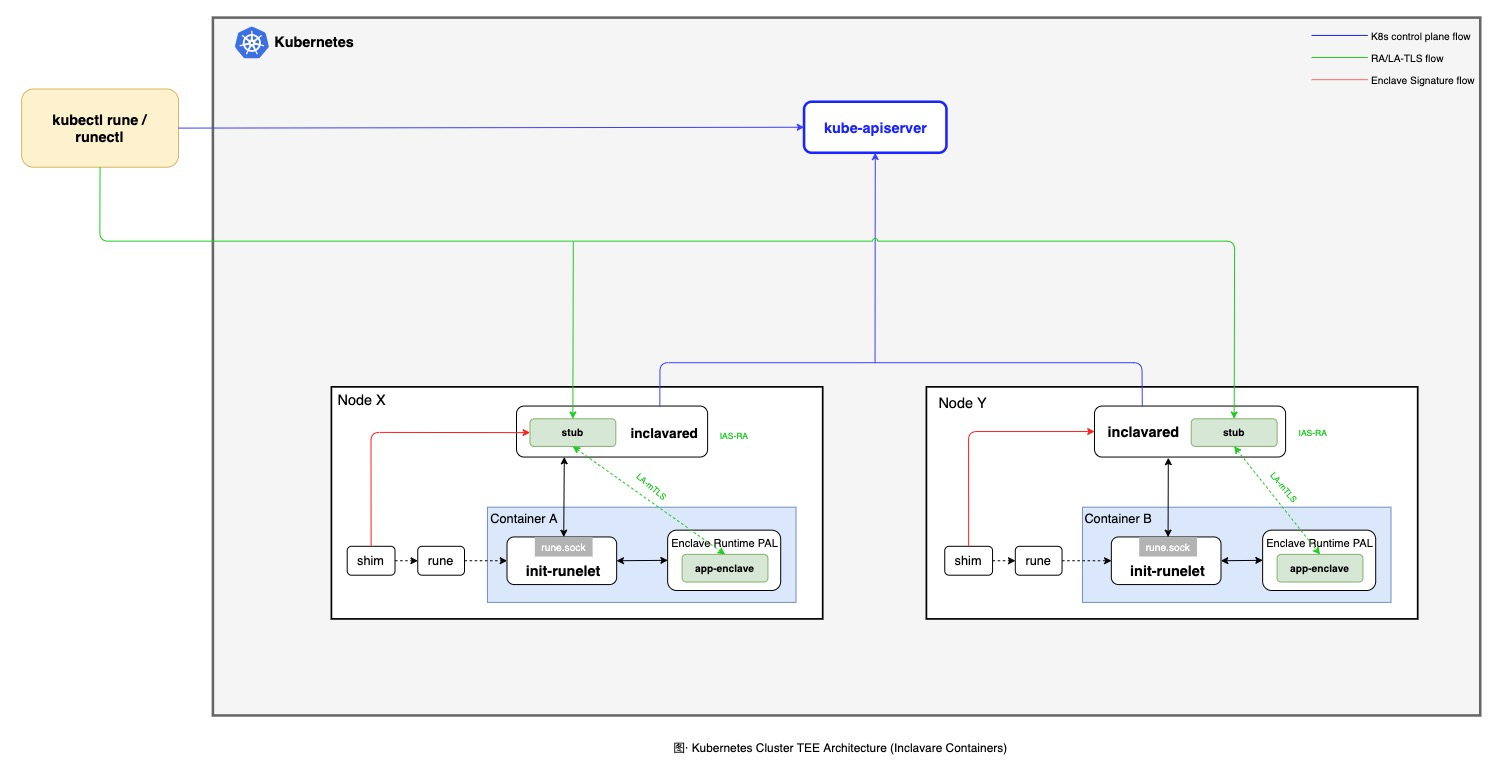 Kubernetes
K8s control plane flow
RA/LA-TLS flow
Enclave Signature flow
kubectl rune /
runectl
kube-apiserver
Node X
stub
inclavared
IAS-RA
LA-mTLS
Container A
rune.sock
init-runelet
Enclave Runtime PAL
app-enclave
shim
rune
Node Y
inclavared
stub
IAS-RA
LA-mTLS
Container B
rune.sock
init-runelet
Enclave Runtime PAL
app-enclave
shim
rune
图· Kubernetes Cluster TEE Architecture (Inclavare Containers)